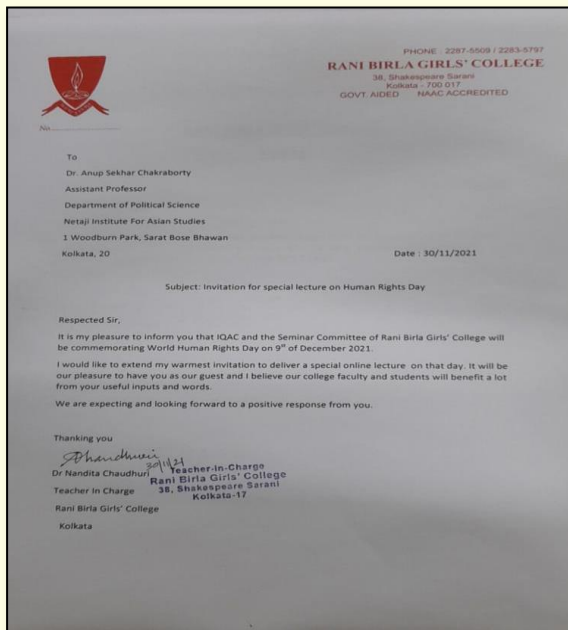 PHONE : 2287-5509 / 2283-5797
RANI BIRLA GIRLS' COLLEGE
38, Shakespeare Sarani
Kolkata - 700 017
GOVT. AIDED NAAC ACCREDITED
No.
To
Dr. Anup Sekhar Chakraborty
Assistant Professor
Department of Political Science
Netaji Institute For Asian Studies
1 Woodburn Park, Sarat Bose Bhawan
Kolkata, 20 Date : 30/11/2021
Subject: Invitation for special lecture on Human Rights Day
Respected Sir,
It is my pleasure to inform you that IQAC and the Seminar Committee of Rani Birla Girls' College will
be commemorating World Human Rights Day on 9th of December 2021.
I would like to extend my warmest invitation to deliver a special online lecture on that day. It will be
our pleasure to have you as our guest and I believe our college faculty and students will benefit a lot
from your useful inputs and words.
We are expecting and looking forward to a positive response from you.
Thanking you
30/11/21
Dr Nandita Chaudhuri Teacher-In-Charge
Rani Birla Girls' College
Teacher In Charge 38, Shakespeare Sarani
Kolkata-17
Rani Birla Girls' College
Kolkata